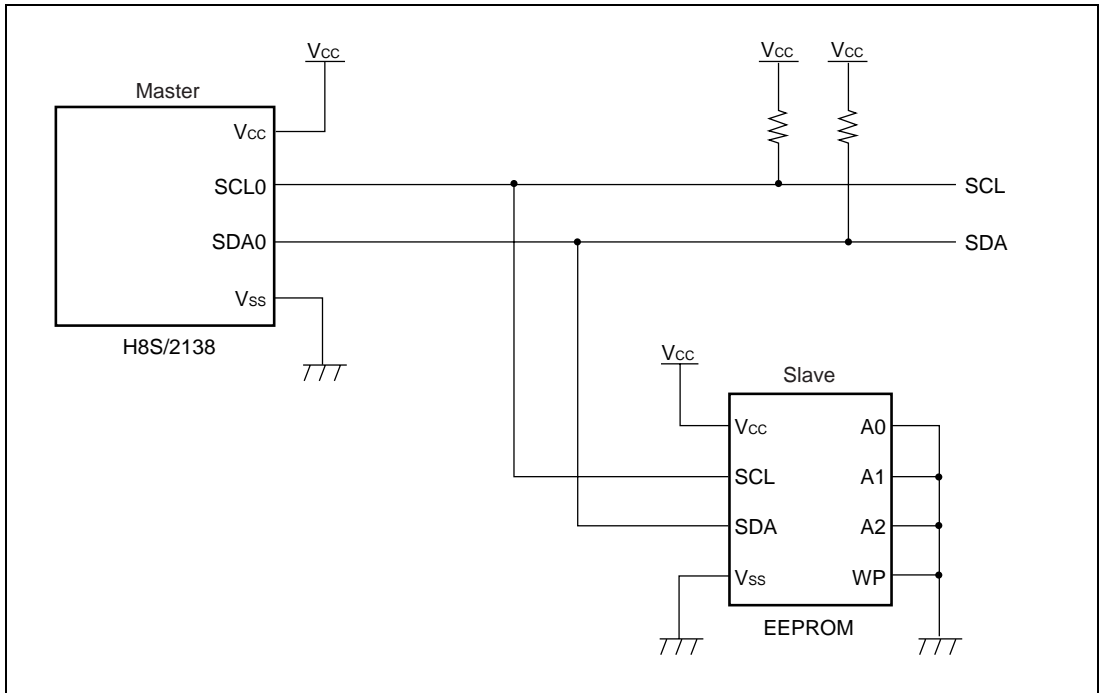 Vcc
Vcc
Vcc
Master
Vcc
SCL0
SCL
SDA0
SDA
Vss
H8S/2138
Vcc
Slave
Vcc
A0
SCL
A1
SDA
A2
Vss
WP
EEPROM